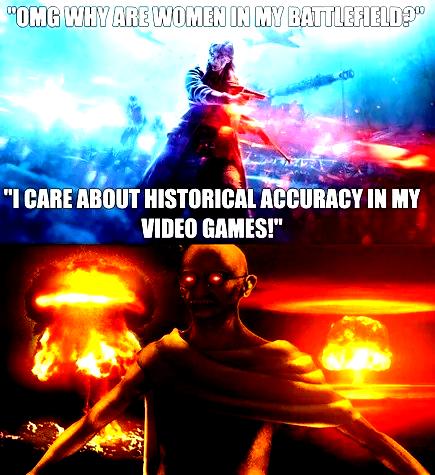 "OMG WHY ARE WOMEN IN MY BATTLEFIELD?"
"I CARE ABOUT HISTORICAL ACCURACY IN MY
VIDEO GAMES!"